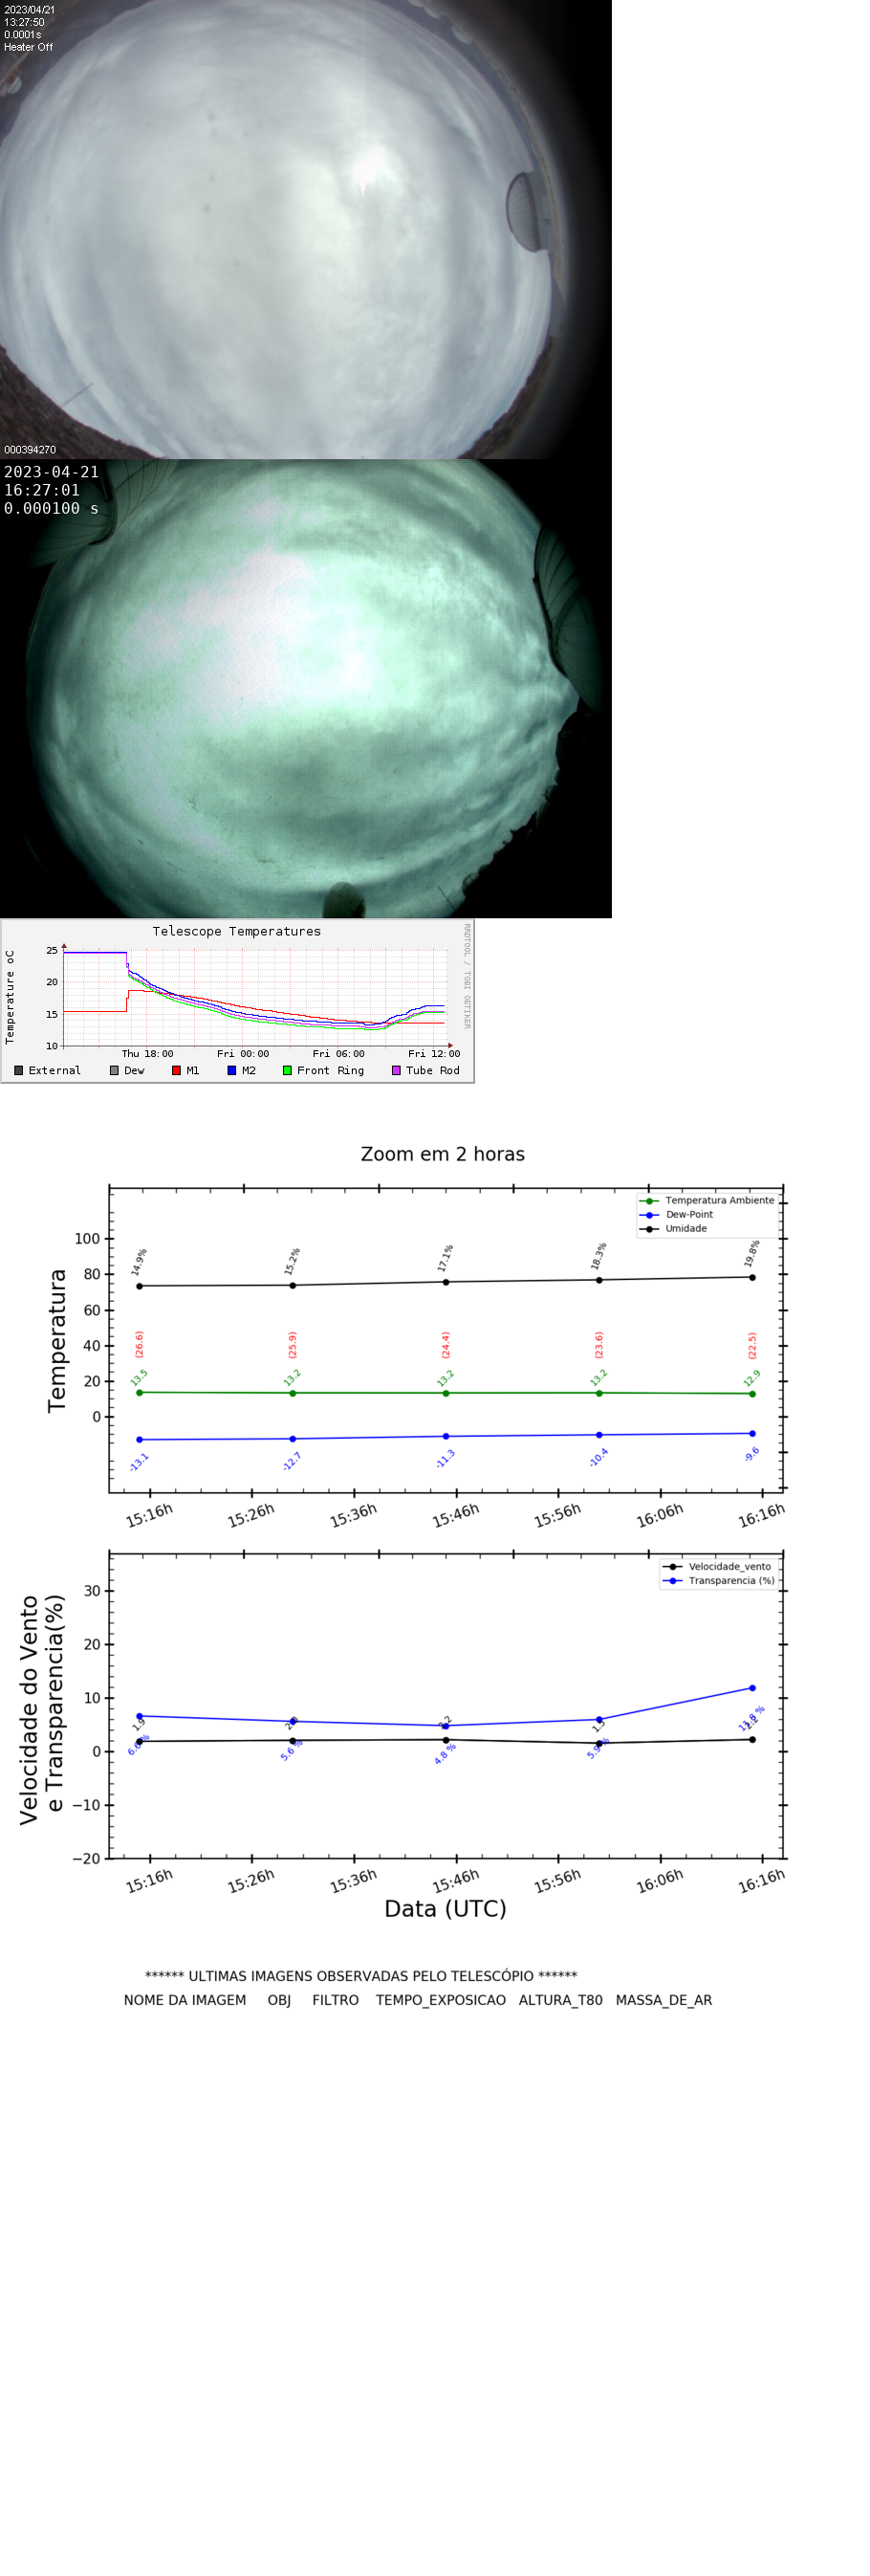 2023/04/21
13:27:50
0.0001s
Heater Off
000394270
2023-04-21
16:27:01
0.000100 s
Telescope Temperatures
RRDTOOL / TOBI OETIKER
Temperature oC
25
20
15
10
Thu 18:00 Fri 00:00 Fri 06:00 Fri 12:00
External Dew M1 M2 Front Ring Tube Rod
Zoom em 2 horas
Temperatura Ambiente
Dew-Point
Umidade
Temperatura
100
80
60
40
20
0
14.9% 15.2% 17.1% 18.3% 19.8%
(26.6) (25.9) (24.4) (23.6) (22.5)
13.5 13.2 13.2 13.2 12.9
-13.1 -12.7 -11.3 -10.4 -9.6
15:16h 15:26h 15:36h 15:46h 15:56h 16:06h 16:16h
Velocidade_vento
Transparencia (%)
Velocidade do Vento
e Transparencia(%)
30
20
10
0
−10
−20
1.9
5.6 % 4.8 %
15:16h 15:26h 15:36h 15:46h 15:56h 16:06h 16:16h
Data (UTC)
****** ULTIMAS IMAGENS OBSERVADAS PELO TELESCÓPIO ******
NOME DA IMAGEM OBJ FILTRO TEMPO_EXPOSICAO ALTURA_T80 MASSA_DE_AR